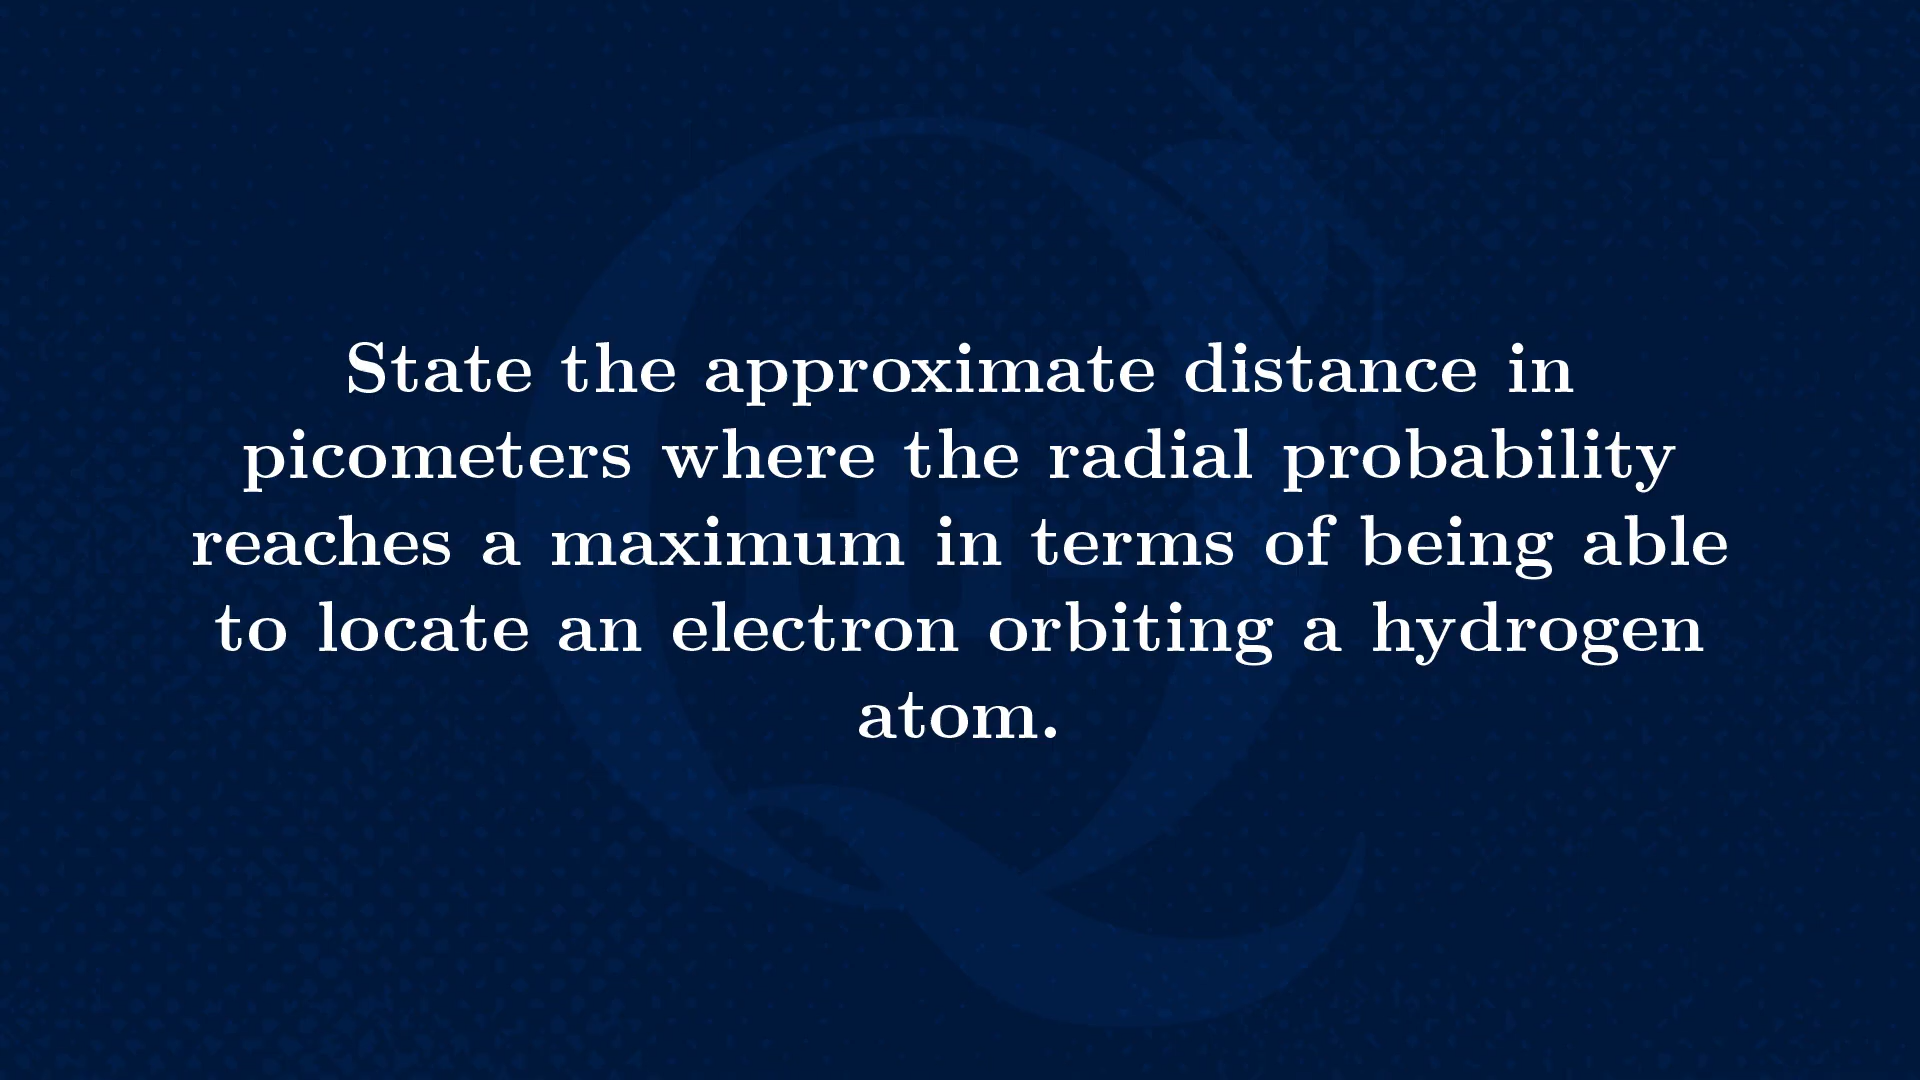 State the approximate distance in
picometers where the radial probability
reaches a maximum in terms of being able
to locate an electron orbiting a hydrogen
atom.